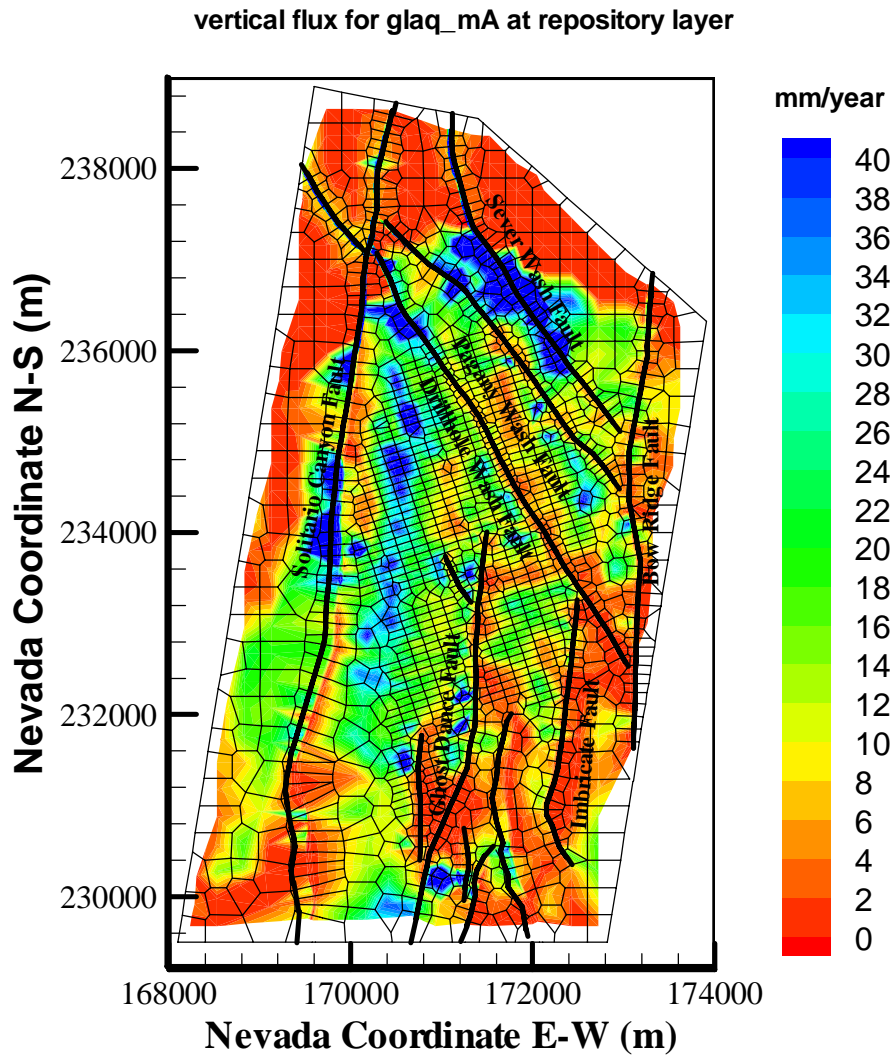 vertical flux for glaq_mA at repository layer
mm/year
40
38
36
34
32
30
28
26
24
22
20
18
16
14
12
10
8
6
4
2
0
Nevada Coordinate N-S (m)
238000
236000
234000
232000
230000
Sever Wash Fault
Pagany Wash Fault
Drillhole Wash Fault
Solitario Canyon Fault
Bow Ridge Fault
Ghost Dance Fault
Imbricate Fault
168000
170000
172000
174000
Nevada Coordinate E-W (m)